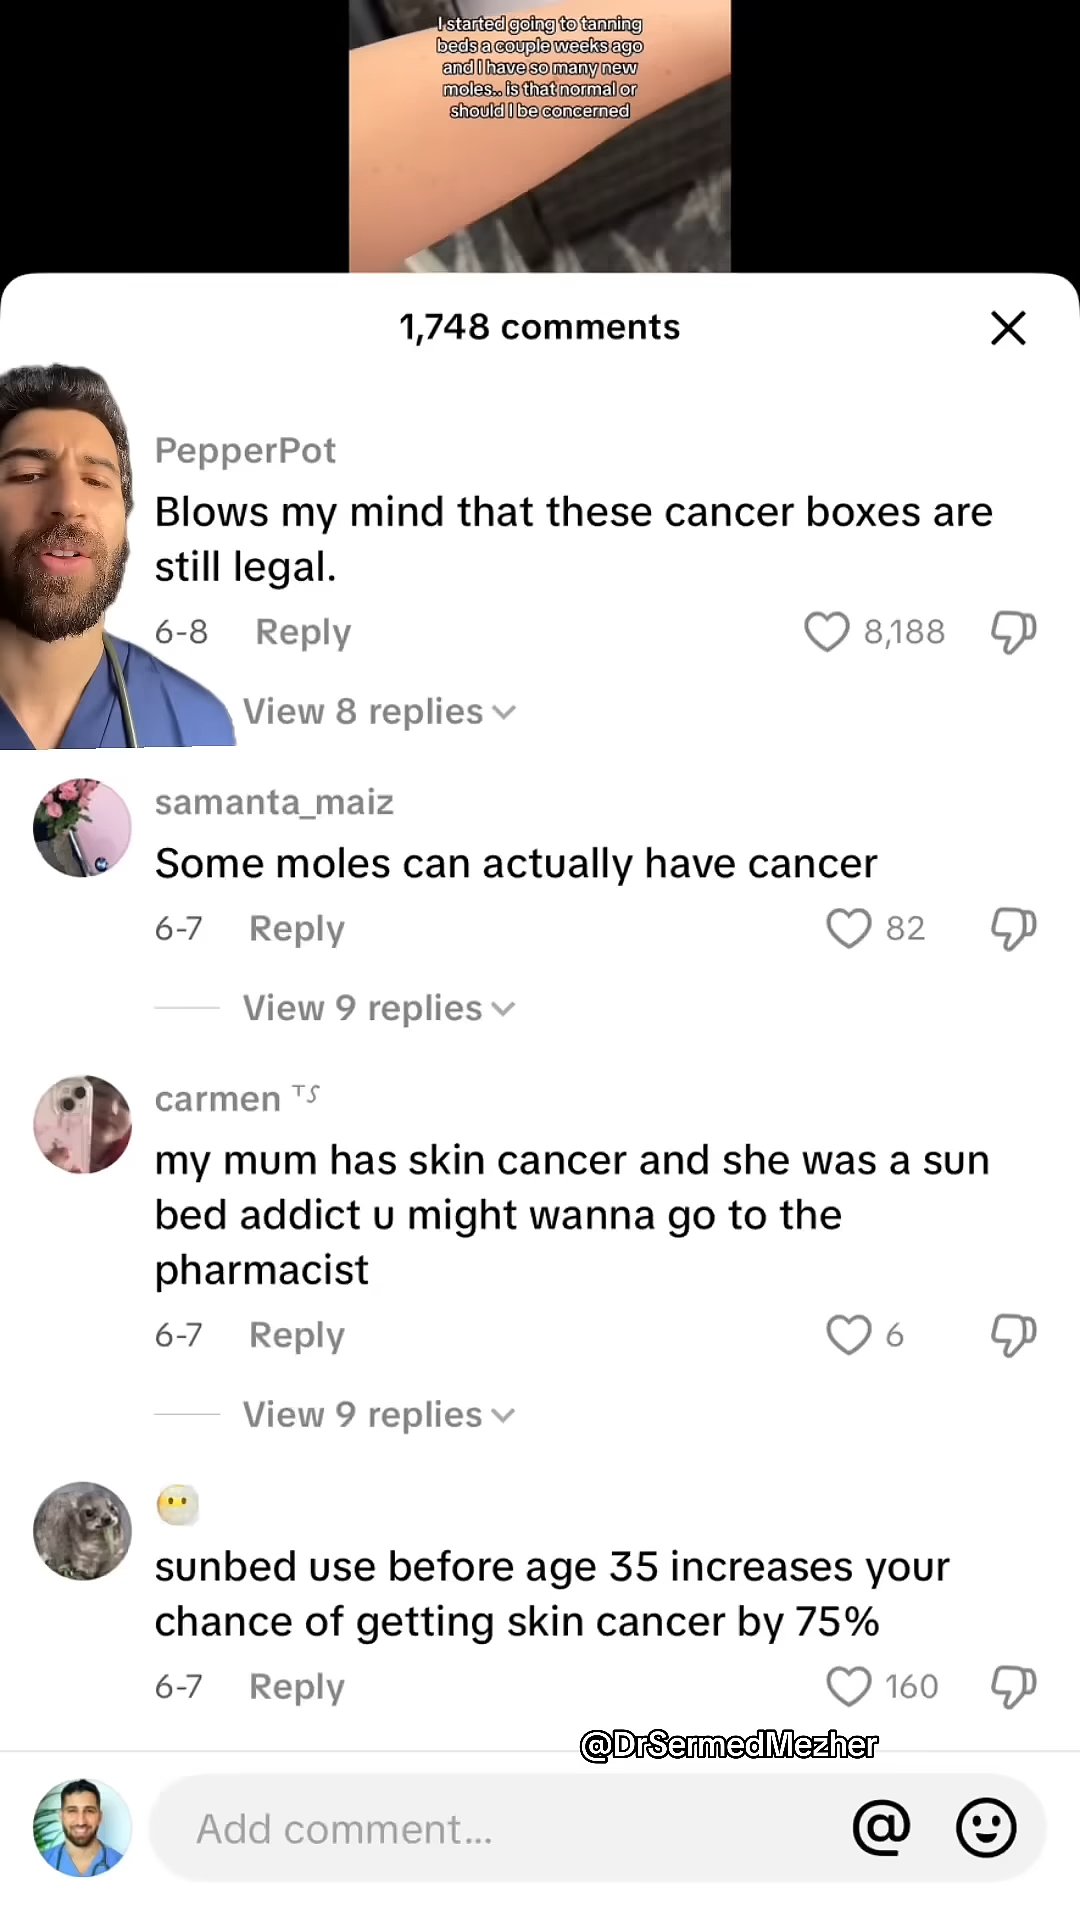 I started going to tanning
beds a couple weeks ago
and I have so many new
moles.. is that normal or
should I be concerned
1,748 comments
PepperPot
Blows my mind that these cancer boxes are
still legal.
6-8 Reply 8,188
View 8 replies
samanta_maiz
Some moles can actually have cancer
6-7 Reply 82
View 9 replies
carmen ᵀˢ
my mum has skin cancer and she was a sun
bed addict u might wanna go to the
pharmacist
6-7 Reply 6
View 9 replies
sunbed use before age 35 increases your
chance of getting skin cancer by 75%
6-7 Reply 160
@DrSermedMezher
Add comment...